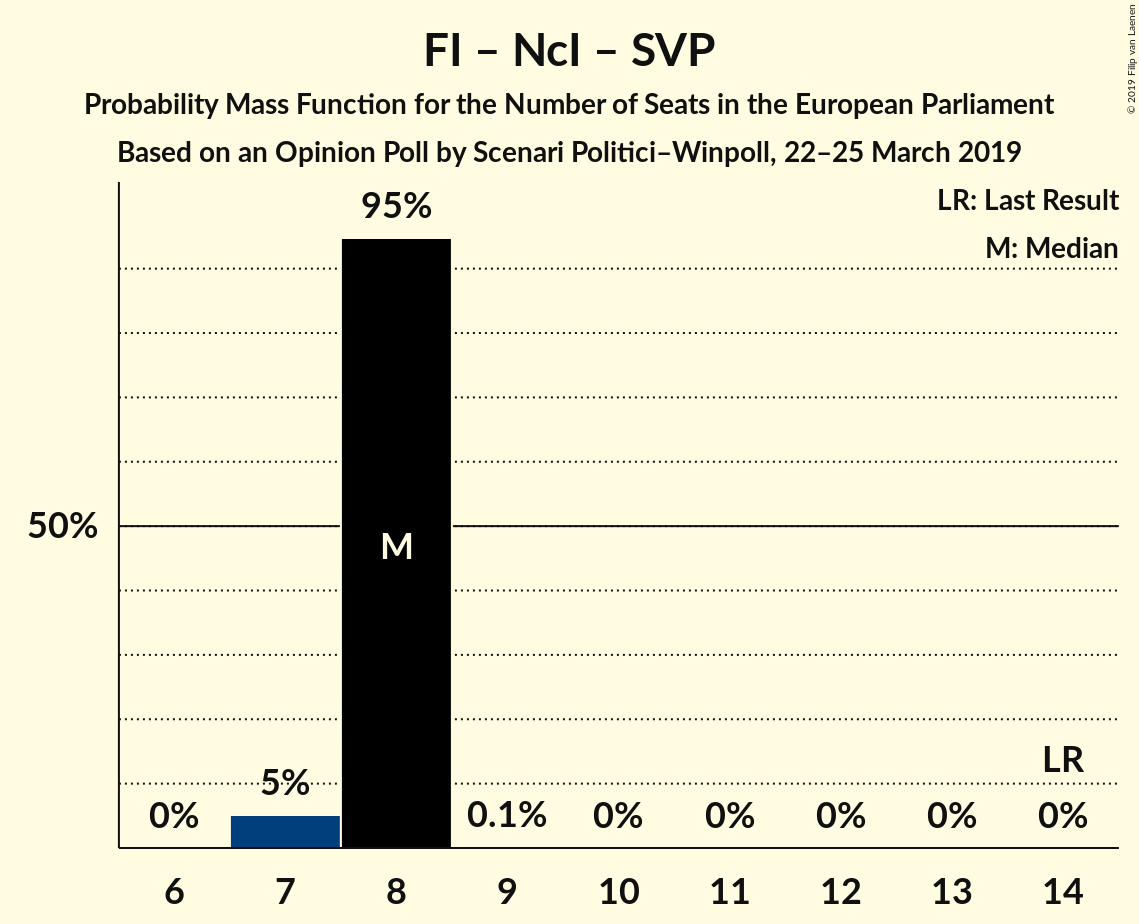 FI – NcI – SVP
Probability Mass Function for the Number of Seats in the European Parliament
Based on an Opinion Poll by Scenari Politici–Winpoll, 22–25 March 2019
© 2019 Filip van Laenen
LR: Last Result
M: Median
95%
50%
M
LR
0% 5% 0.1% 0% 0% 0% 0% 0%
6 7 8 9 10 11 12 13 14